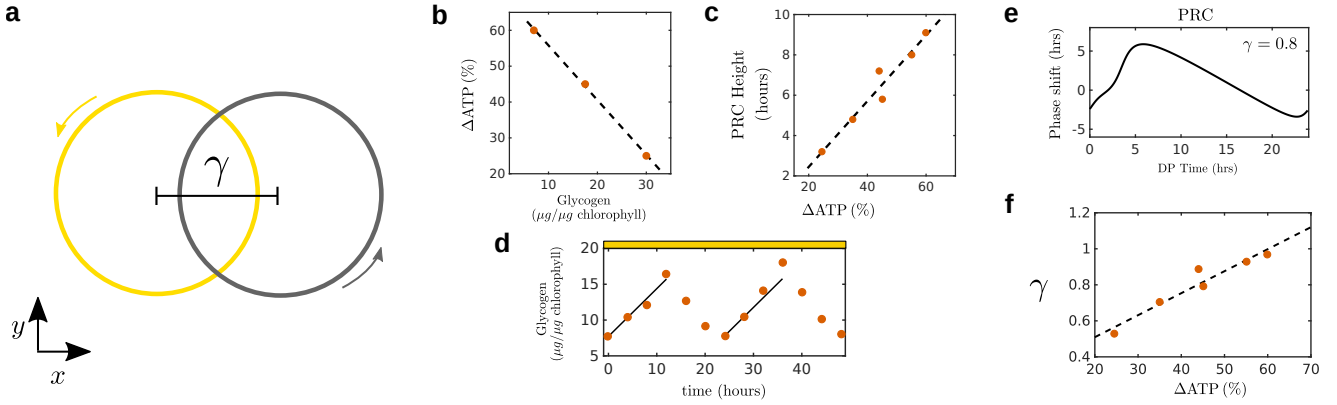 a
γ
y
x
b
60
50
40
30
20
ΔATP (%)
10
20
30
Glycogen
(μg/μg chlorophyll)
c
10
8
6
4
2
PRC Height
(hours)
20
40
60
ΔATP (%)
d
20
15
10
5
Glycogen
(μg/μg chlorophyll)
0
10
20
30
40
time (hours)
e
PRC
γ = 0.8
5
0
-5
Phase shift (hrs)
0
5
10
15
20
DP Time (hrs)
f
1.2
1
0.8
0.6
0.4
γ
20
30
40
50
60
70
ΔATP (%)